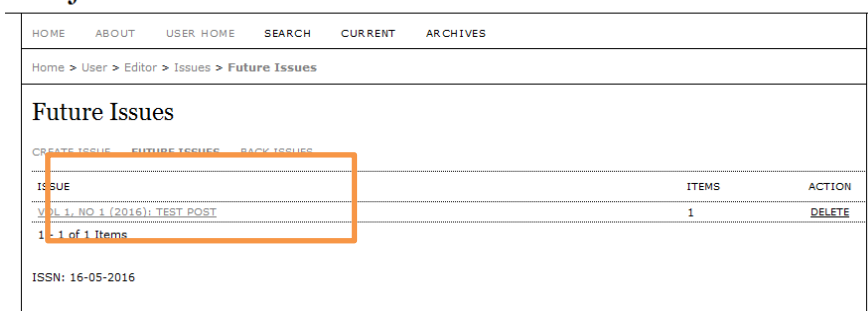 HOME ABOUT USER HOME SEARCH CURRENT ARCHIVES
Home > User > Editor > Issues > Future Issues
Future Issues
CREATE ISSUE FUTURE ISSUES BACK ISSUES
ISSUE ITEMS ACTION
VOL 1, NO 1 (2016): TEST POST 1 DELETE
1 - 1 of 1 Items
ISSN: 16-05-2016